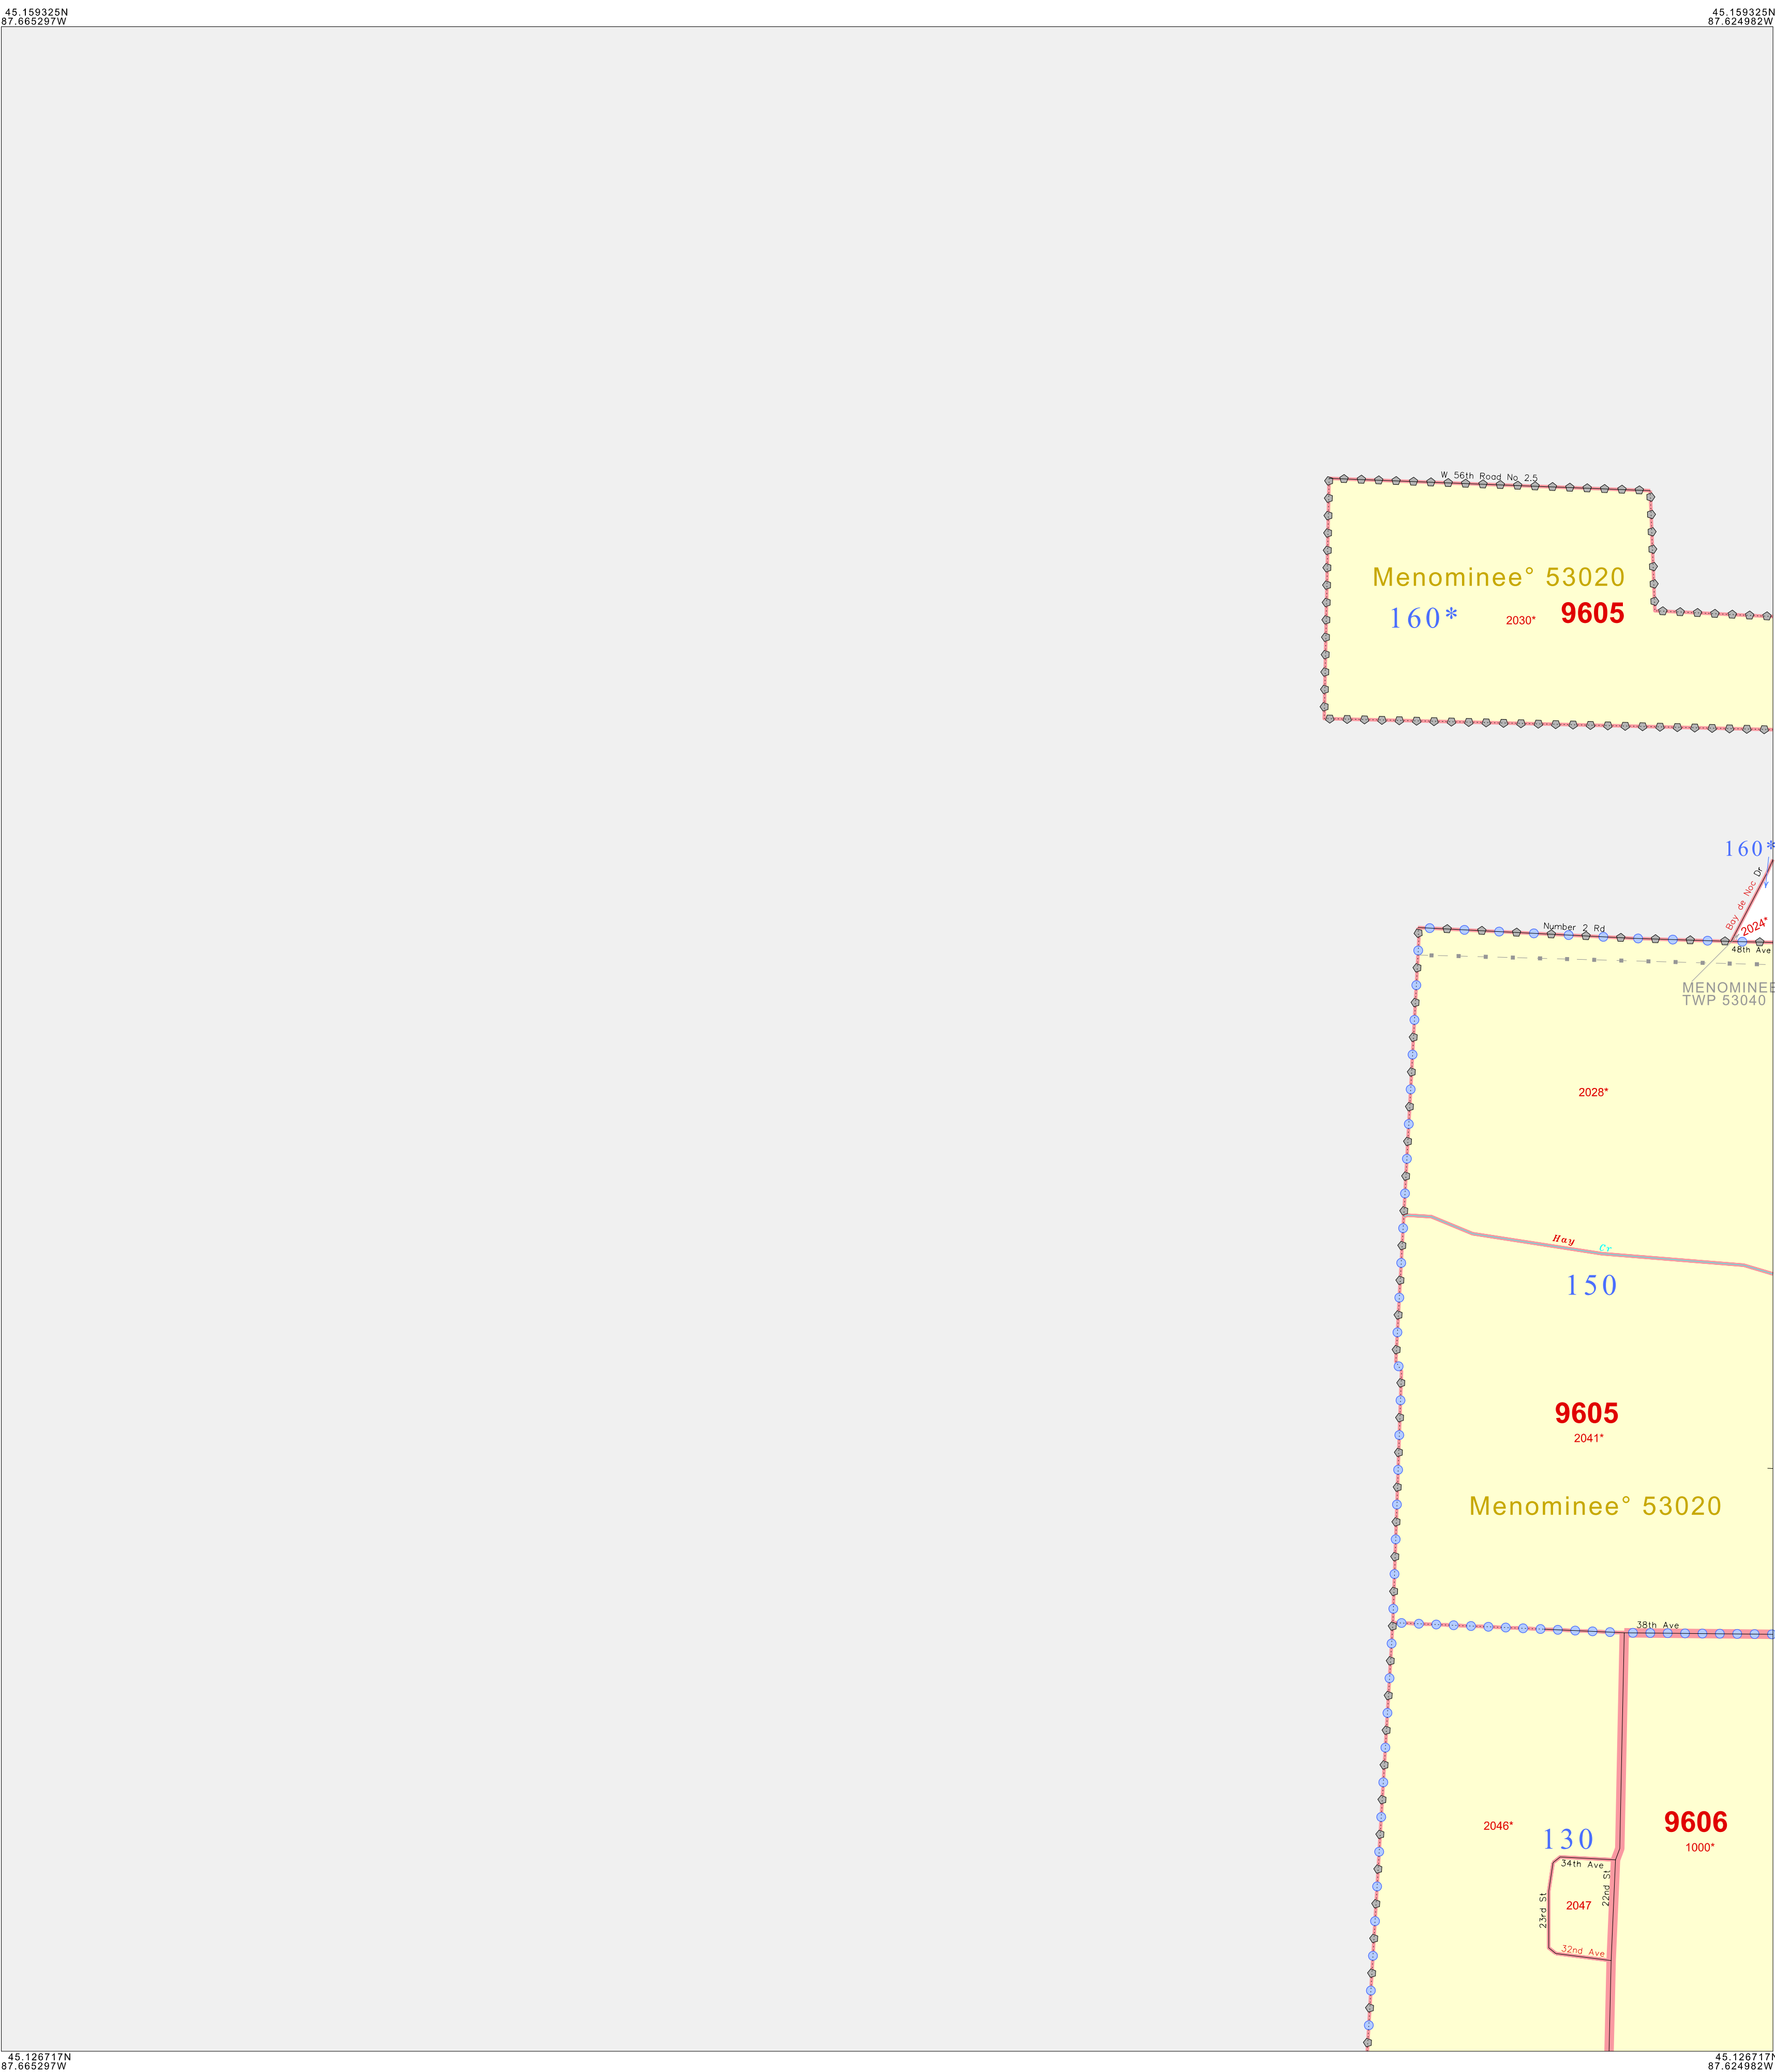 45.159325N
87.665297W
45.159325N
87.624982W
W 56th Road No 2.5
Menominee° 53020
160*
2030*
9605
160*
Bay de Noc Dr
2024*
Number 2 Rd
48th Ave
MENOMINEE
TWP 53040
2028*
Hay Cr
150
9605
2041*
Menominee° 53020
38th Ave
9606
1000*
2046*
130
34th Ave
22nd St
23rd St
2047
32nd Ave
45.126717N
87.665297W
45.126717N
87.624982W